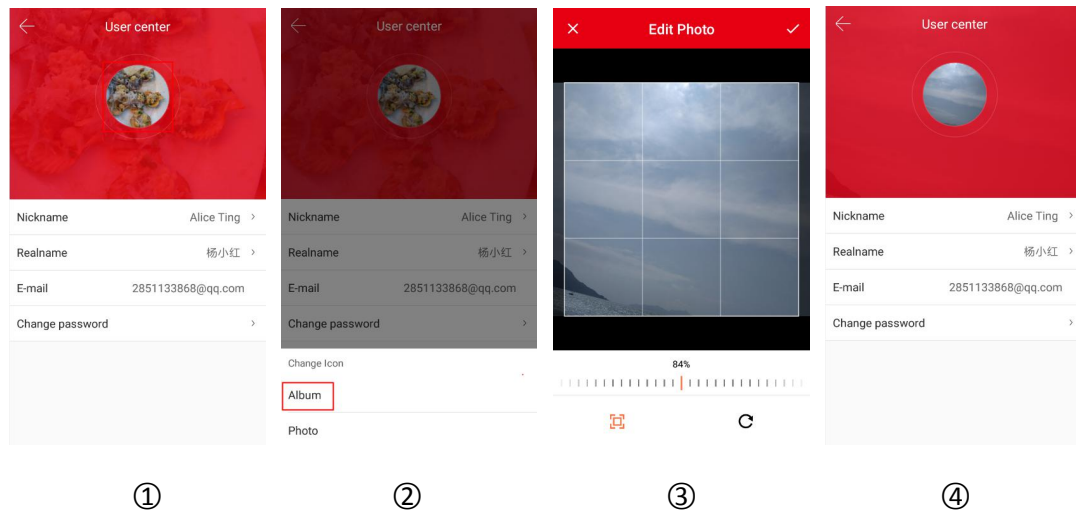 User center
Nickname Alice Ting
Realname 杨小红
E-mail 2851133868@qq.com
Change password
①
User center
Nickname Alice Ting
Realname 杨小红
E-mail 2851133868@qq.com
Change password
Change Icon
Album
Photo
②
Edit Photo
84%
③
User center
Nickname Alice Ting
Realname 杨小红
E-mail 2851133868@qq.com
Change password
④